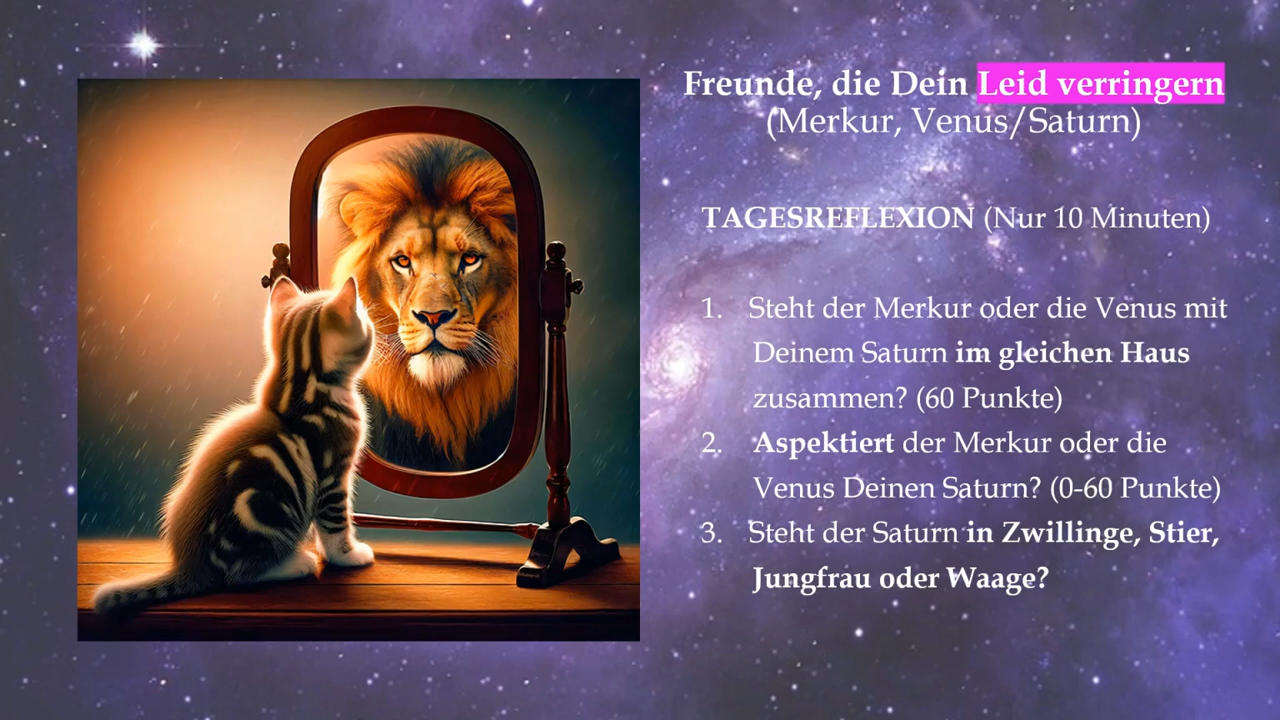 Freunde, die Dein Leid verringern
(Merkur, Venus/Saturn)
TAGESREFLEXION (Nur 10 Minuten)
1. Steht der Merkur oder die Venus mit
Deinem Saturn im gleichen Haus
zusammen? (60 Punkte)
2. Aspektiert der Merkur oder die
Venus Deinen Saturn? (0-60 Punkte)
3. Steht der Saturn in Zwillinge, Stier,
Jungfrau oder Waage?